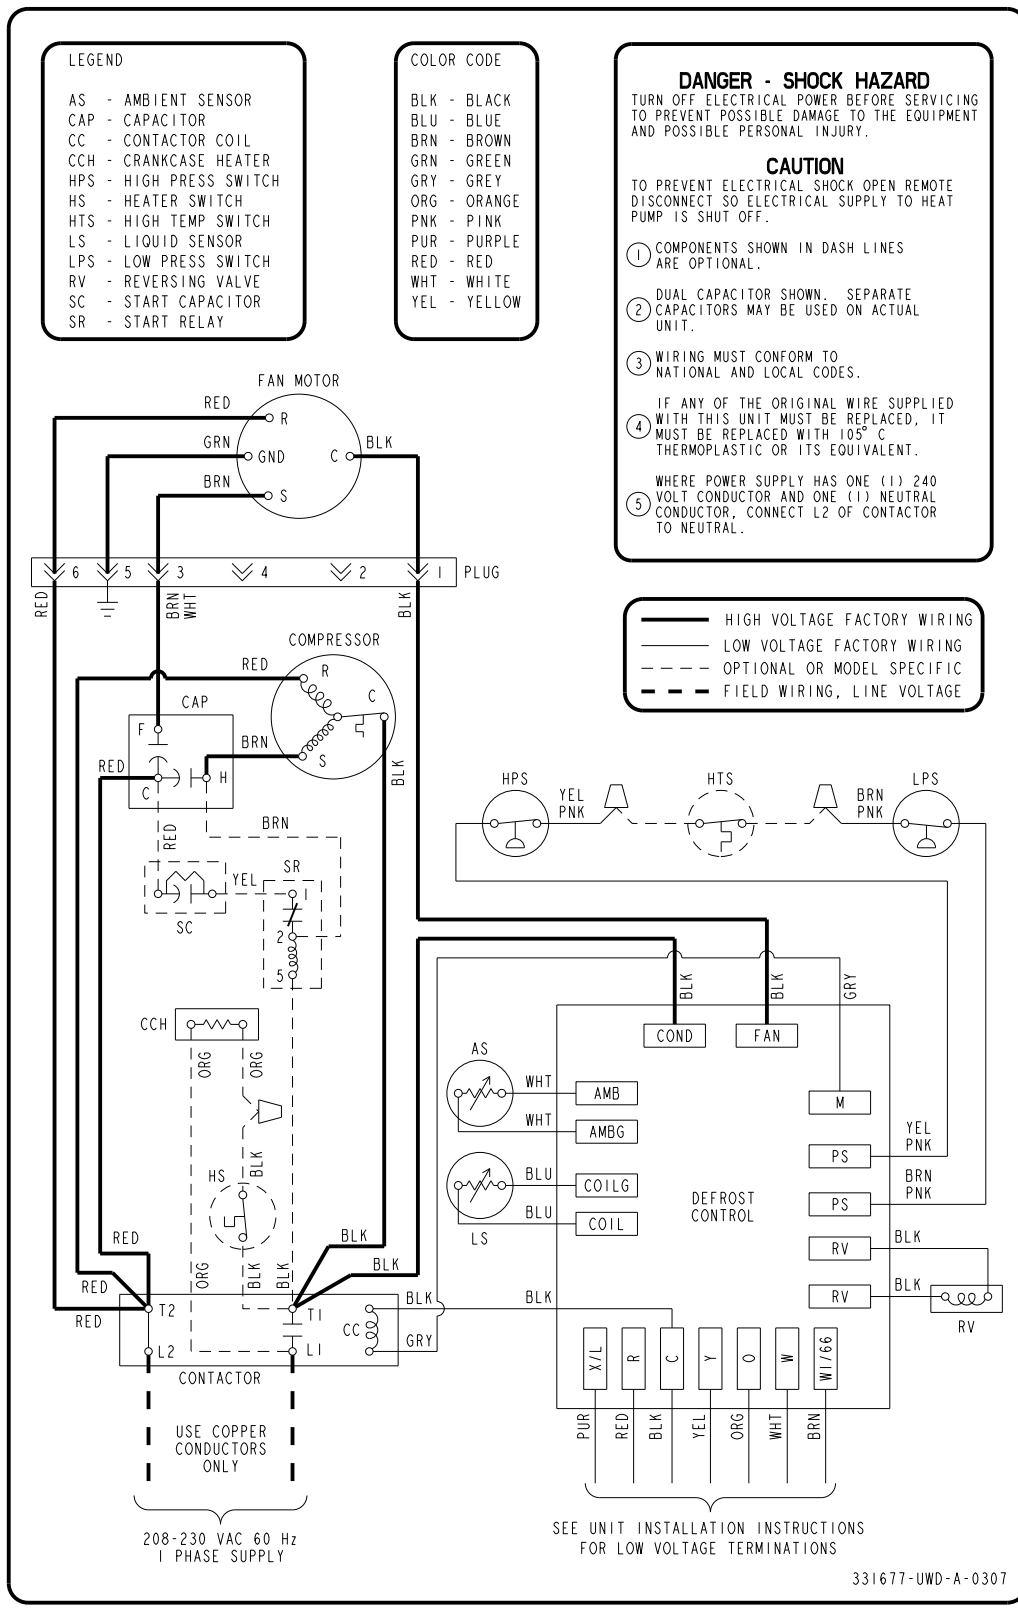 LEGEND
AS - AMBIENT SENSOR
CAP - CAPACITOR
CC - CONTACTOR COIL
CCH - CRANKCASE HEATER
HPS - HIGH PRESS SWITCH
HS - HEATER SWITCH
HTS - HIGH TEMP SWITCH
LS - LIQUID SENSOR
LPS - LOW PRESS SWITCH
RV - REVERSING VALVE
SC - START CAPACITOR
SR - START RELAY
COLOR CODE
BLK - BLACK
BLU - BLUE
BRN - BROWN
GRN - GREEN
GRY - GREY
ORG - ORANGE
PNK - PINK
PUR - PURPLE
RED - RED
WHT - WHITE
YEL - YELLOW
DANGER - SHOCK HAZARD
TURN OFF ELECTRICAL POWER BEFORE SERVICING
TO PREVENT POSSIBLE DAMAGE TO THE EQUIPMENT
AND POSSIBLE PERSONAL INJURY.
CAUTION
TO PREVENT ELECTRICAL SHOCK OPEN REMOTE
DISCONNECT SO ELECTRICAL SUPPLY TO HEAT
PUMP IS SHUT OFF.
1 COMPONENTS SHOWN IN DASH LINES
ARE OPTIONAL.
2 DUAL CAPACITOR SHOWN. SEPARATE
CAPACITORS MAY BE USED ON ACTUAL
UNIT.
3 WIRING MUST CONFORM TO
NATIONAL AND LOCAL CODES.
4 IF ANY OF THE ORIGINAL WIRE SUPPLIED
WITH THIS UNIT MUST BE REPLACED, IT
MUST BE REPLACED WITH 105° C
THERMOPLASTIC OR ITS EQUIVALENT.
5 WHERE POWER SUPPLY HAS ONE (1) 240
VOLT CONDUCTOR AND ONE (1) NEUTRAL
CONDUCTOR, CONNECT L2 OF CONTACTOR
TO NEUTRAL.
HIGH VOLTAGE FACTORY WIRING
LOW VOLTAGE FACTORY WIRING
OPTIONAL OR MODEL SPECIFIC
FIELD WIRING, LINE VOLTAGE
FAN MOTOR
RED
R
GRN
GND
C
BLK
BRN
S
6
5
3
4
2
1
PLUG
RED
BRN
WHT
BLK
COMPRESSOR
RED
R
C
S
BRN
BLK
CAP
F
RED
C
H
RED
BRN
YEL
SC
SR
1
2
5
CCH
ORG
ORG
BLK
HS
ORG
BLK
BLK
BLK
BLK
RED
RED
RED
T2
T1
L2
L1
CC
BLK
GRY
CONTACTOR
USE COPPER
CONDUCTORS
ONLY
208-230 VAC 60 Hz
1 PHASE SUPPLY
HPS
YEL
PNK
HTS
BRN
PNK
LPS
BLK
BLK
GRY
COND
FAN
AS
WHT
AMB
WHT
AMBG
BLU
COILG
BLU
COIL
LS
DEFROST
CONTROL
M
PS
YEL
PNK
PS
BRN
PNK
RV
BLK
RV
BLK
RV
BLK
X/L
R
C
Y
O
W
W1/66
PUR
RED
BLK
YEL
ORG
WHT
BRN
SEE UNIT INSTALLATION INSTRUCTIONS
FOR LOW VOLTAGE TERMINATIONS
331677-UWD-A-0307